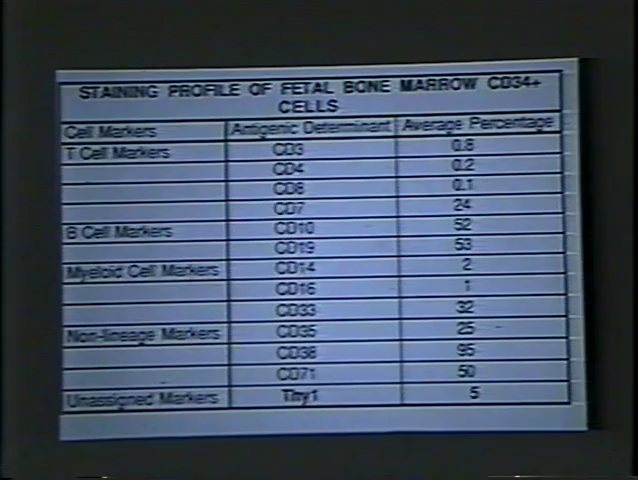 STAINING PROFILE OF FETAL BONE MARROW CD34+
CELLS
Cell Markers Antigenic Determinant Average Percentage
T Cell Markers CD3 0.8
CD4 0.2
CD8 0.1
CD7 24
B Cell Markers CD10 52
CD19 53
Myeloid Cell Markers CD14 2
CD16 1
CD33 32
Non-lineage Markers 25
95
CD71 50
Unassigned Markers Thy1 5